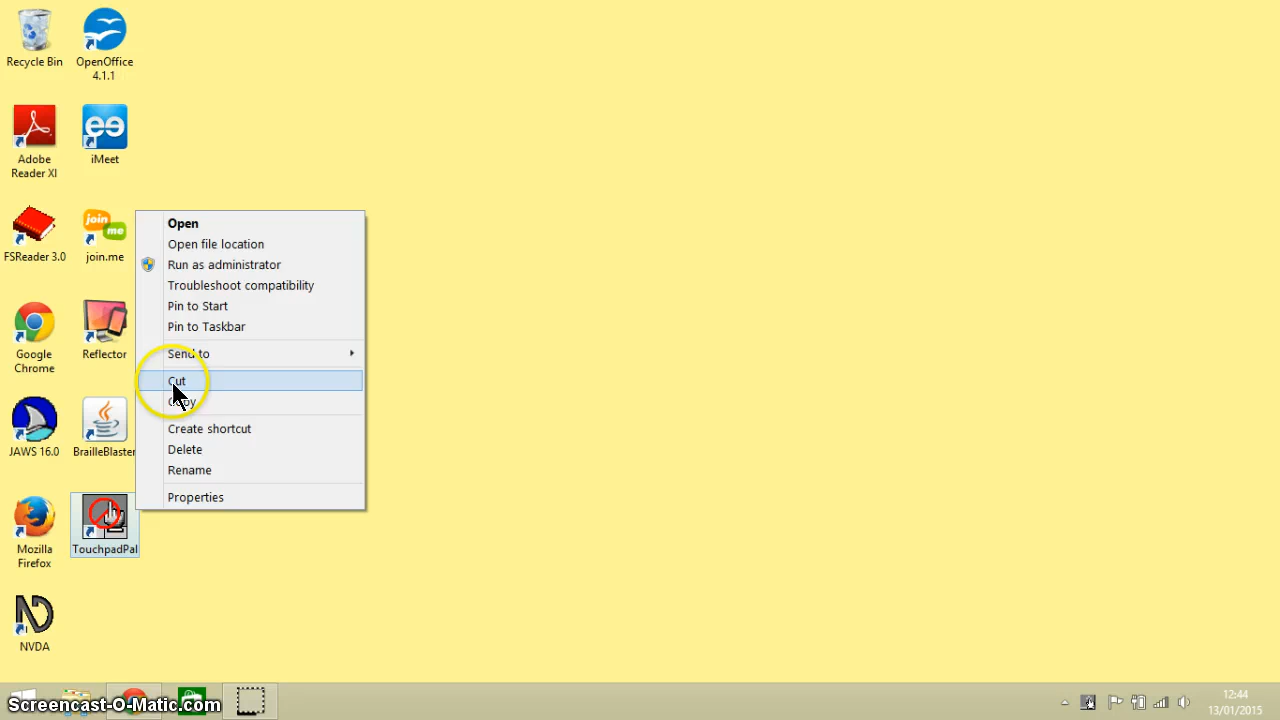 Recycle Bin
OpenOffice
4.1.1
Adobe
Reader XI
iMeet
FSReader 3.0
join
me
join.me
Google
Chrome
Reflector
JAWS 16.0
BrailleBlaster
Mozilla
Firefox
TouchpadPal
NVDA
Open
Open file location
Run as administrator
Troubleshoot compatibility
Pin to Start
Pin to Taskbar
Send to
Cut
Copy
Create shortcut
Delete
Rename
Properties
Screencast-O-Matic.com
12:44
13/01/2015